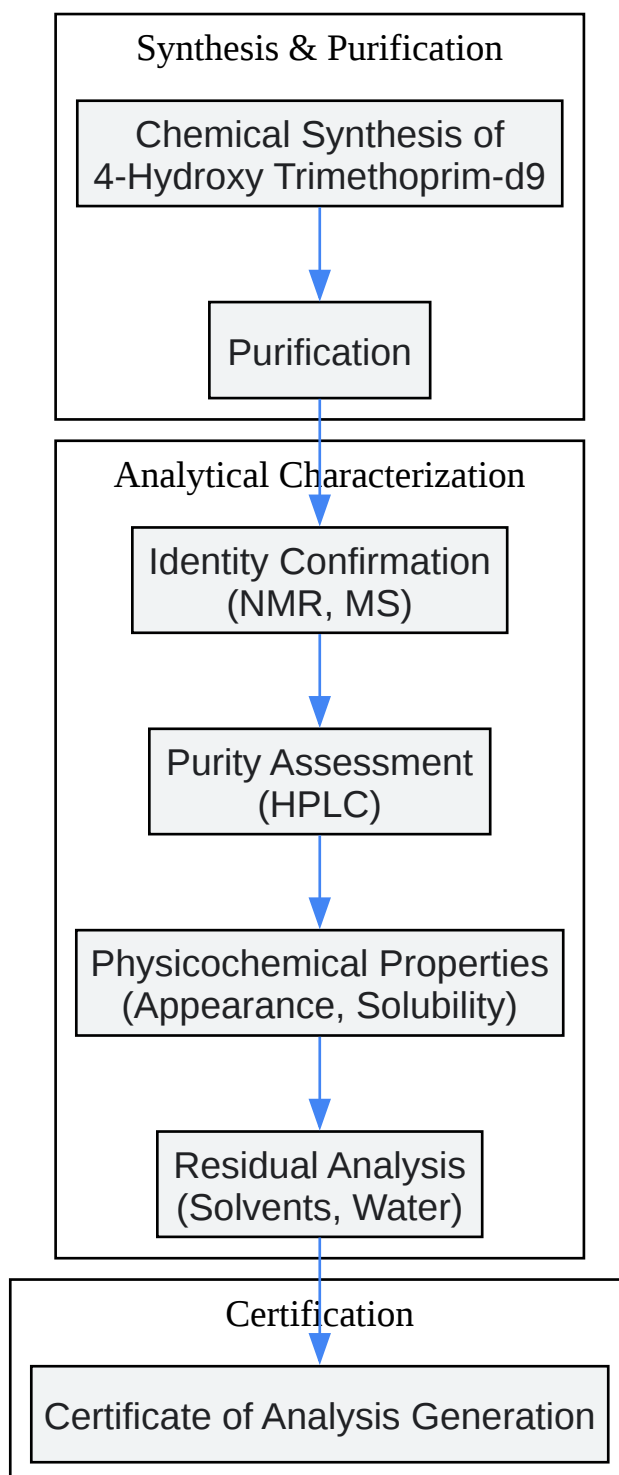 Synthesis & Purification
Chemical Synthesis of
4-Hydroxy Trimethoprim-d9
Purification
Analytical Characterization
Identity Confirmation
(NMR, MS)
Purity Assessment
(HPLC)
Physicochemical Properties
(Appearance, Solubility)
Residual Analysis
(Solvents, Water)
Certification
Certificate of Analysis Generation